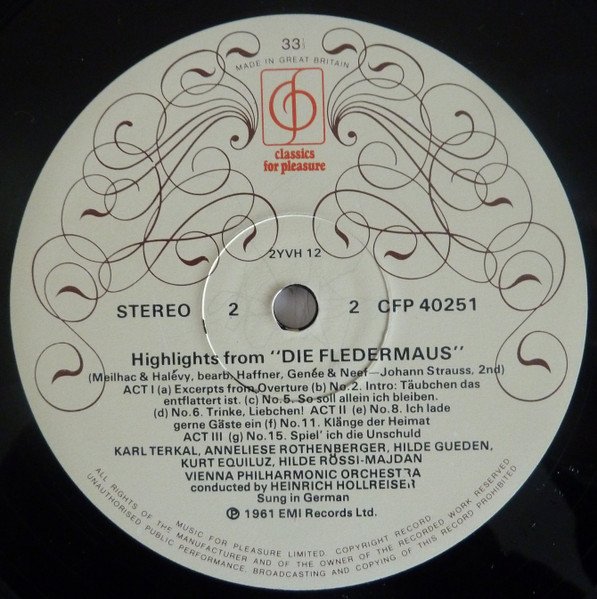 33⅓
MADE IN GREAT BRITAIN
classics
for pleasure
2YVH 12
STEREO 2 2 CFP 40251
Highlights from "DIE FLEDERMAUS"
(Meilhac & Halévy, bearb. Haffner, Genée & Neef—Johann Strauss, 2nd)
ACT I (a) Excerpts from Overture (b) No.2. Intro: Täubchen das
entflattert ist. (c) No.5. So soll allein ich bleiben.
(d) No.6. Trinke, Liebchen! ACT II (e) No.8. Ich lade
gerne Gäste ein (f) No.11. Klänge der Heimat
ACT III (g) No.15. Spiel' ich die Unschuld
KARL TERKAL, ANNELIESE ROTHENBERGER, HILDE GUEDEN,
KURT EQUILUZ, HILDE RÖSSI-MAJDAN
VIENNA PHILHARMONIC ORCHESTRA
conducted by HEINRICH HOLLREISER
Sung in German
℗ 1961 EMI Records Ltd.
MUSIC FOR PLEASURE LIMITED. COPYRIGHT RECORD
ALL RIGHTS OF THE MANUFACTURER AND OF THE OWNER OF THE RECORDED WORK RESERVED
UNAUTHORISED PUBLIC PERFORMANCE, BROADCASTING AND COPYING OF THIS RECORD PROHIBITED